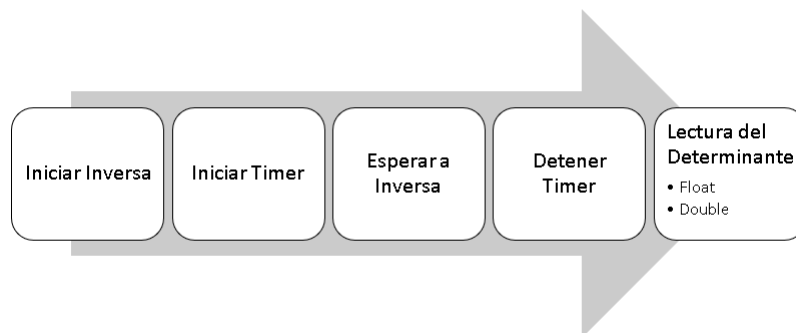 Iniciar Inversa
Iniciar Timer
Esperar a
Inversa
Detener
Timer
Lectura del
Determinante
• Float
• Double